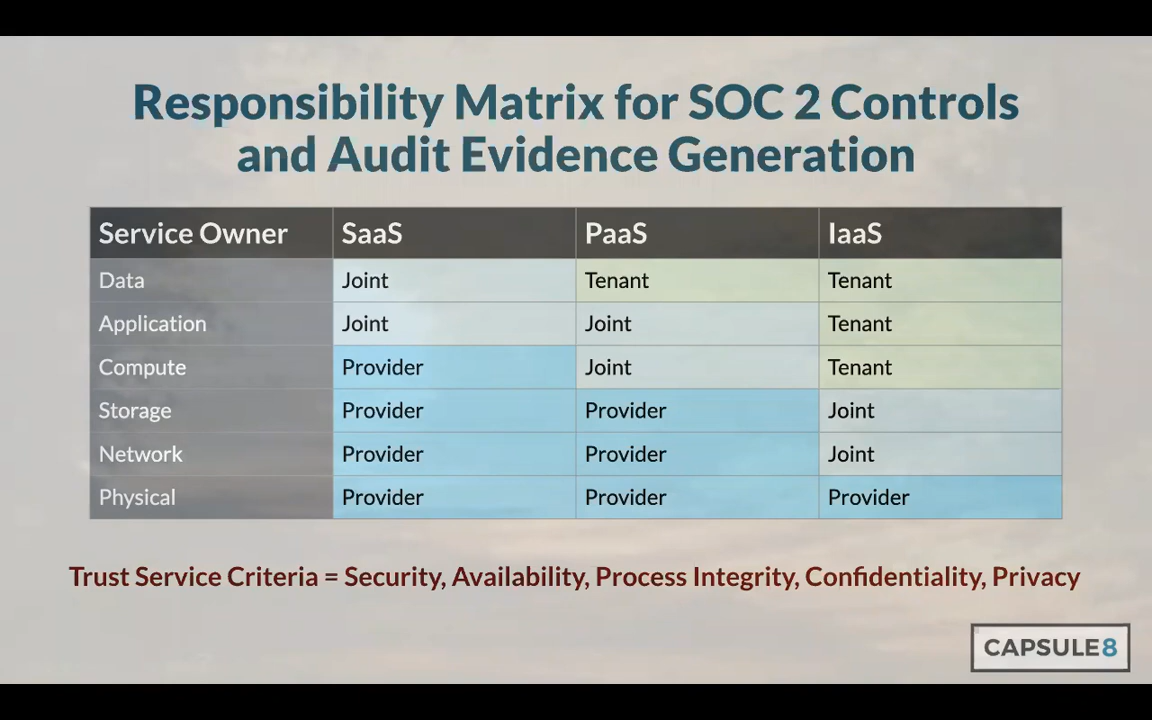 Responsibility Matrix for SOC 2 Controls
and Audit Evidence Generation
Service Owner SaaS PaaS IaaS
Data Joint Tenant Tenant
Application Joint Joint Tenant
Compute Provider Joint Tenant
Storage Provider Provider Joint
Network Provider Provider Joint
Physical Provider Provider Provider
Trust Service Criteria = Security, Availability, Process Integrity, Confidentiality, Privacy
CAPSULE8